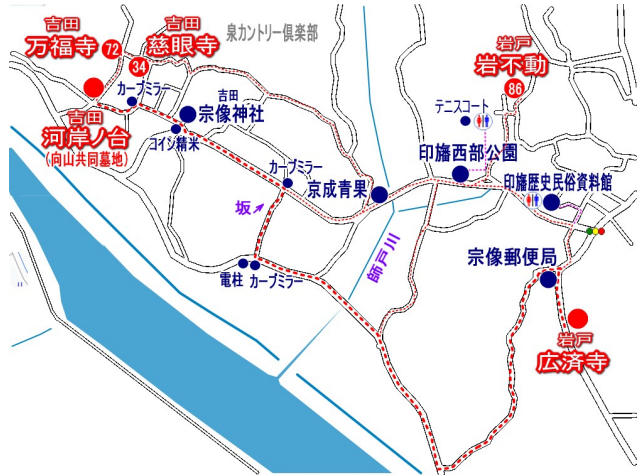 吉田
万福寺
72
34
吉田
慈眼寺
泉カントリー倶楽部
カーブミラー
吉田
河岸ノ台
(向山共同墓地)
吉田
宗像神社
コイン精米
カーブミラー
坂
電柱
カーブミラー
京成青果
師戸川
テニスコート
印旛西部公園
岩戸
岩不動
86
印旛歴史民俗資料館
宗像郵便局
岩戸
広済寺